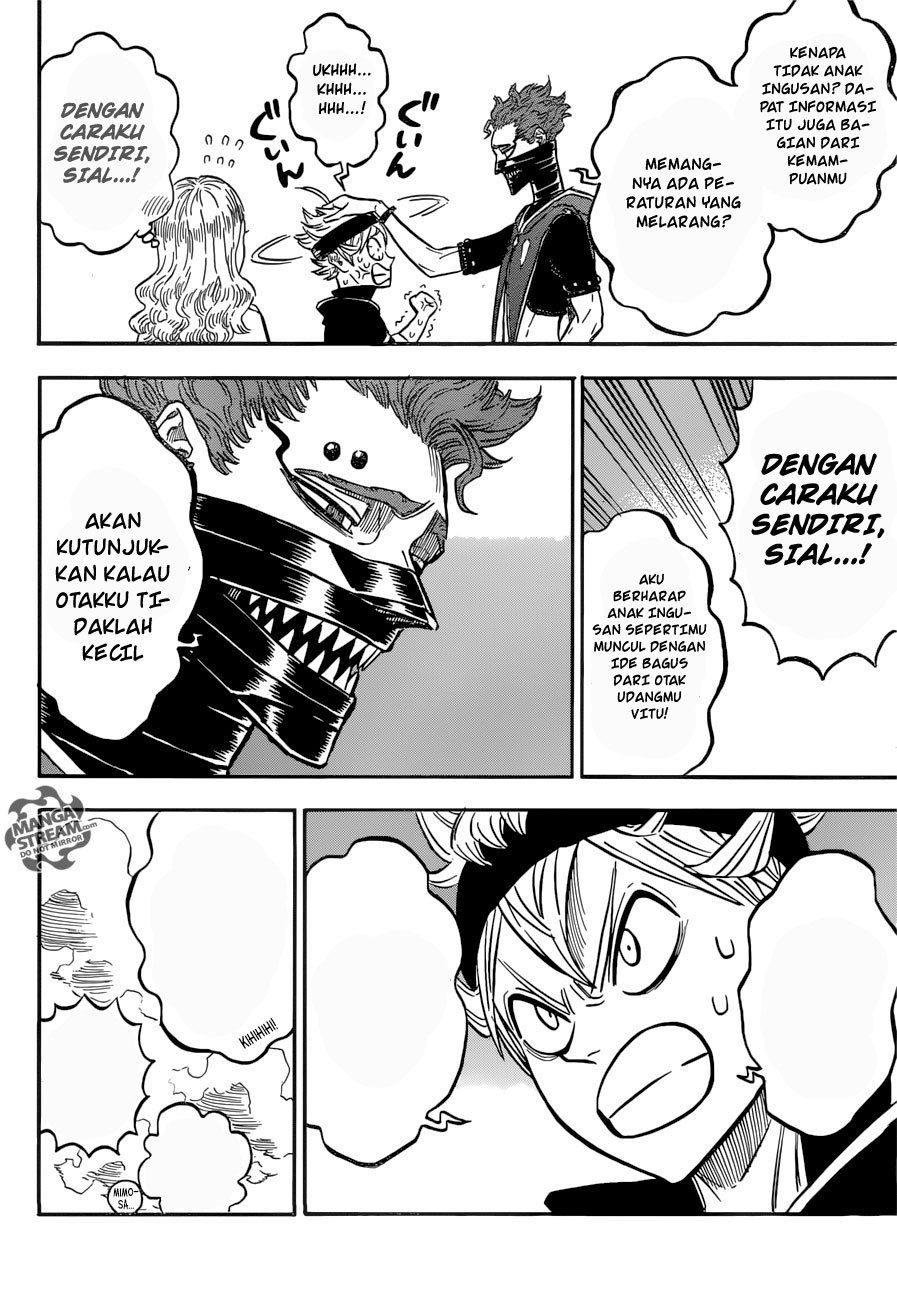 KENAPA
TIDAK ANAK
INGUSAN? DA-
PAT INFORMASI
ITU JUGA BA-
GIAN DARI
KEMAM-
PUANMU
MEMANG-
NYA ADA PE-
RATURAN YANG
MELARANG?
UKHHH...
KHHH...
HHH...!
ぐいん
ぐいん
DENGAN
CARAKU
SENDIRI,
SIAL...!
DENGAN
CARAKU
SENDIRI,
SIAL...!
AKU
BERHARAP
ANAK INGU-
SAN SEPERTIMU
MUNCUL DENGAN
IDE BAGUS
DARI OTAK
UDANGMU
VITU!
AKAN
KUTUNJUK-
KAN KALAU
OTAKKU TI-
DAKLAH
KECIL
MANGA
STREAM.com
DO NOT MIRROR!
KIHIHIHI!
MIMO-
SA...